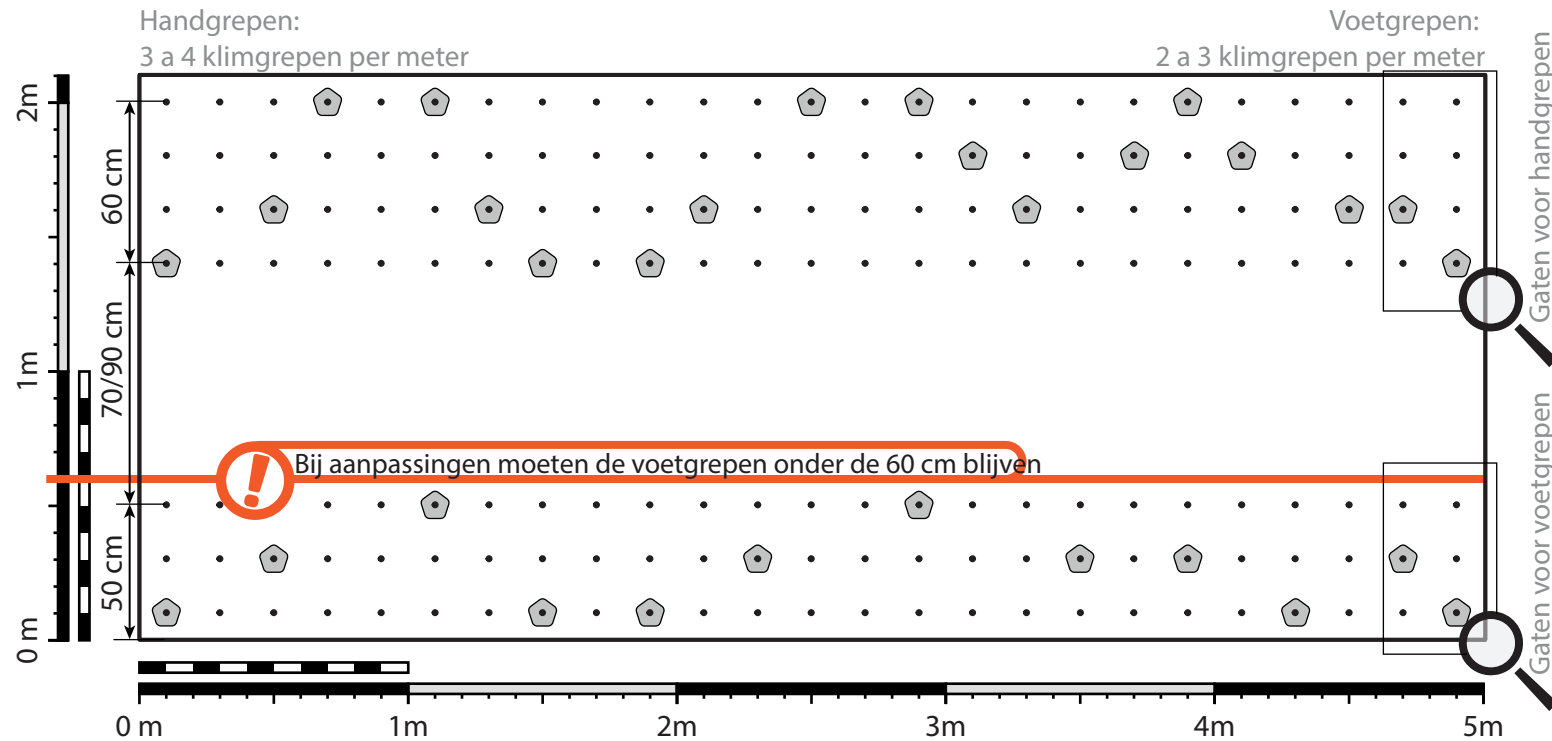 Handgrepen:
3 a 4 klimgrepen per meter
Voetgrepen:
2 a 3 klimgrepen per meter
Gaten voor handgrepen
2m
60 cm
1m
70/90 cm
Bij aanpassingen moeten de voetgrepen onder de 60 cm blijven
50 cm
0 m
Gaten voor voetgrepen
0 m
1m
2m
3m
4m
5m